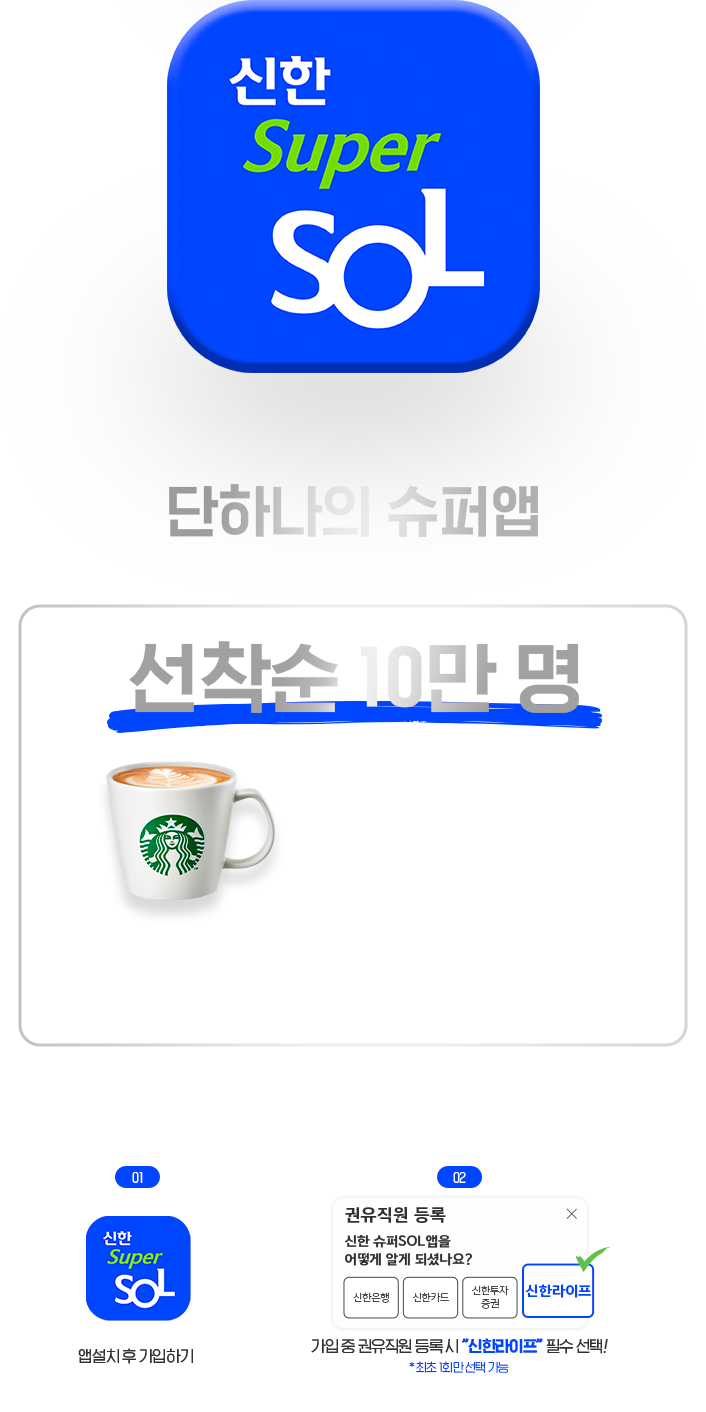 신한
Super
SOL
단하나의 슈퍼앱
선착순 10만 명
01
02
신한
Super
SOL
권유직원 등록
신한 슈퍼SOL앱을
어떻게 알게 되셨나요?
신한은행
신한카드
신한투자
증권
신한라이프
앱설치 후 가입하기
가입 중 권유직원 등록 시 "신한라이프" 필수 선택!
*최초 1회만 선택 가능